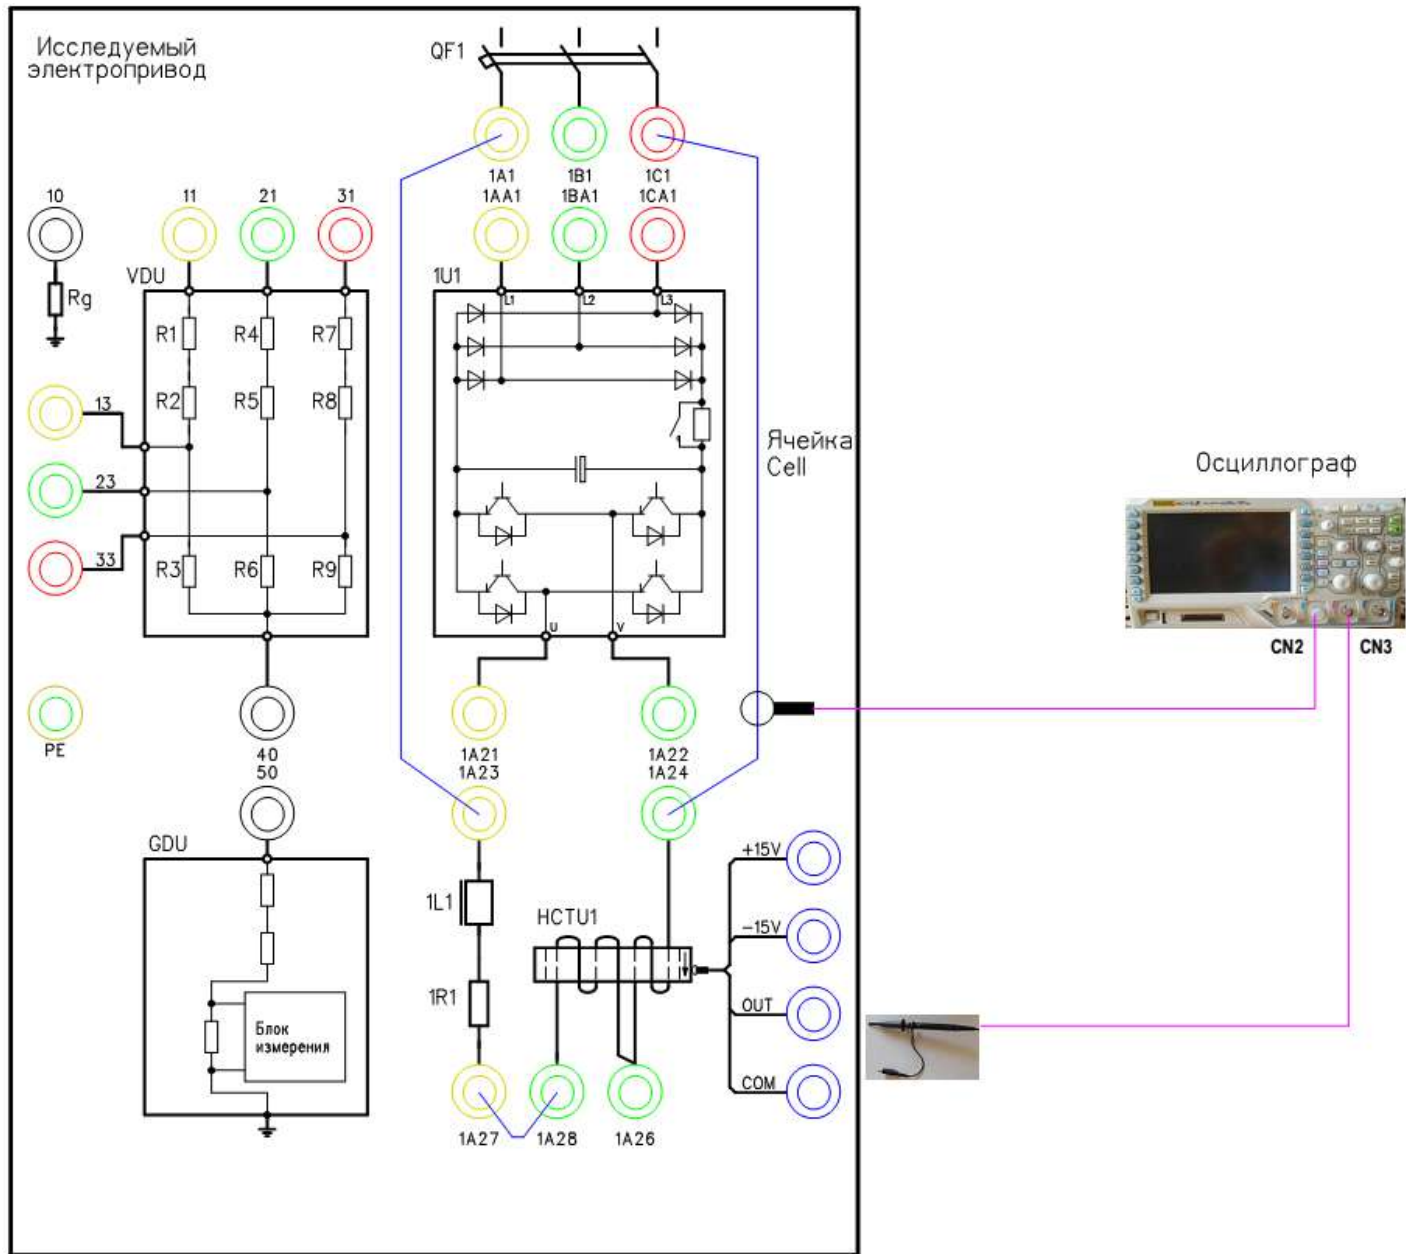 Исследуемый
электропривод
QF1
1A1
1B1
1C1
1AA1
1BA1
1CA1
10
11
21
31
Rg
VDU
1U1
L1
L2
L3
R1
R4
R7
R2
R5
R8
13
23
33
R3
R6
R9
U
V
Ячейка
Cell
Осциллограф
CN2
CN3
PE
40
50
1A21
1A23
1A22
1A24
GDU
Блок
измерения
1L1
1R1
HCTU1
+15V
-15V
OUT
COM
1A27
1A28
1A26